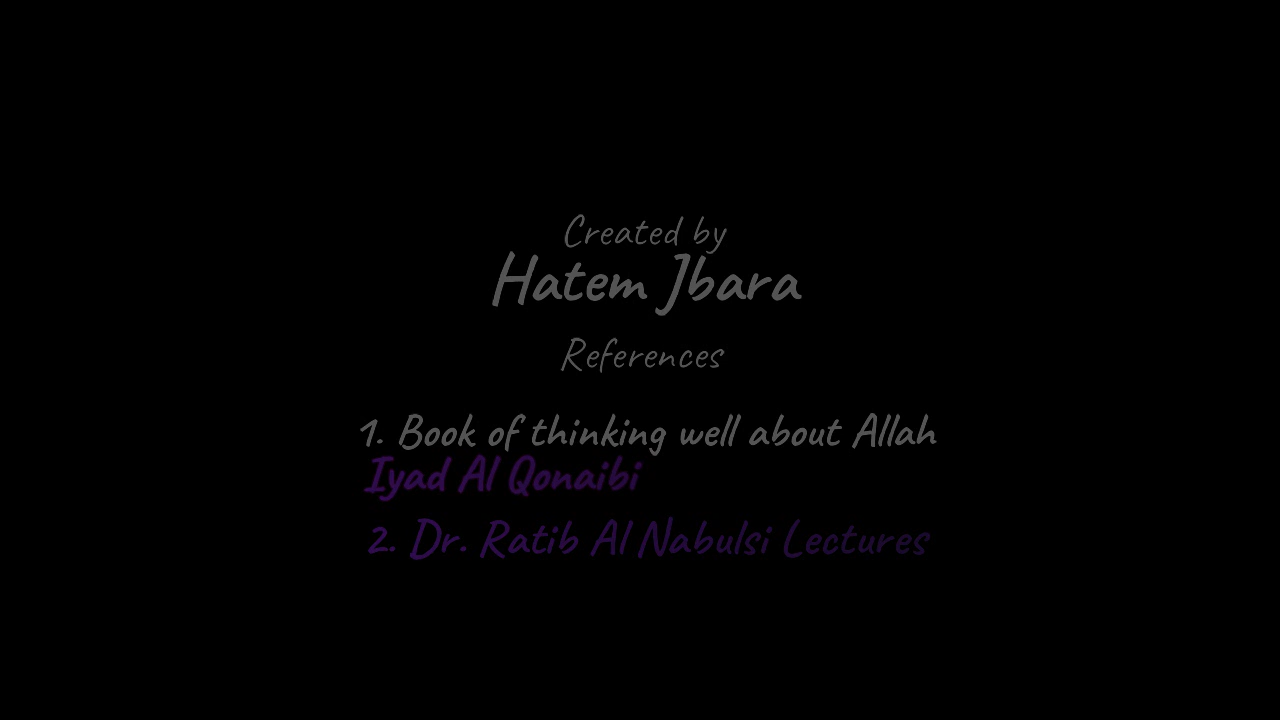 Created by
Hatem Jbara
References
1. Book of thinking well about Allah
Iyad Al Qonaibi
2. Dr. Ratib Al Nabulsi Lectures